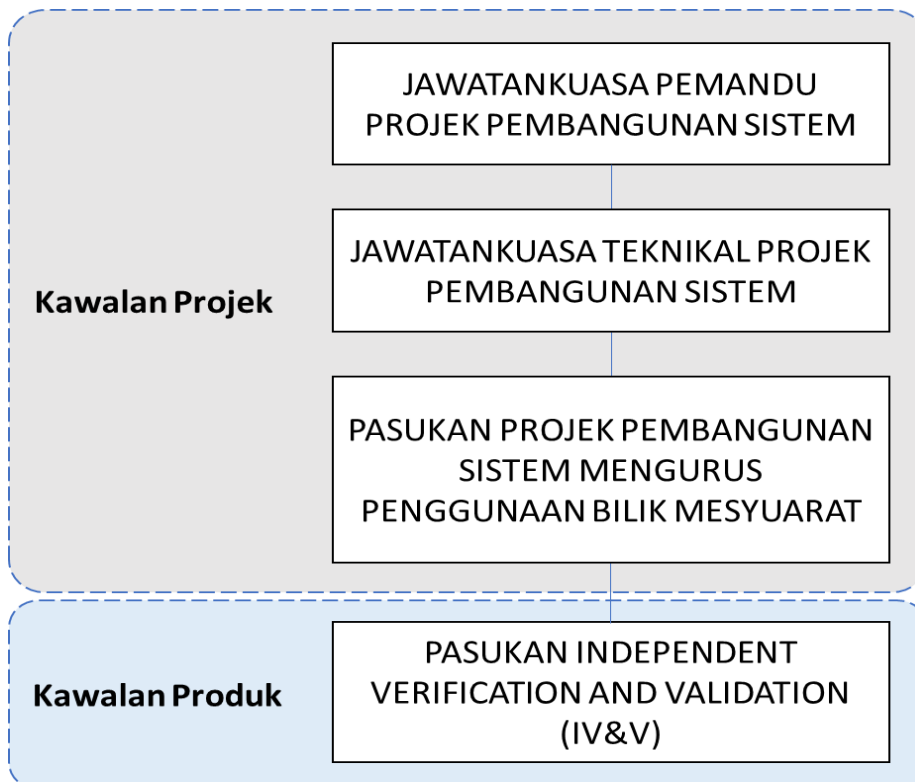 JAWATANKUASA PEMANDU
PROJEK PEMBANGUNAN SISTEM
JAWATANKUASA TEKNIKAL PROJEK
PEMBANGUNAN SISTEM
Kawalan Projek
PASUKAN PROJEK PEMBANGUNAN
SISTEM MENGURUS
PENGGUNAAN BILIK MESYUARAT
PASUKAN INDEPENDENT
VERIFICATION AND VALIDATION
(IV&V)
Kawalan Produk